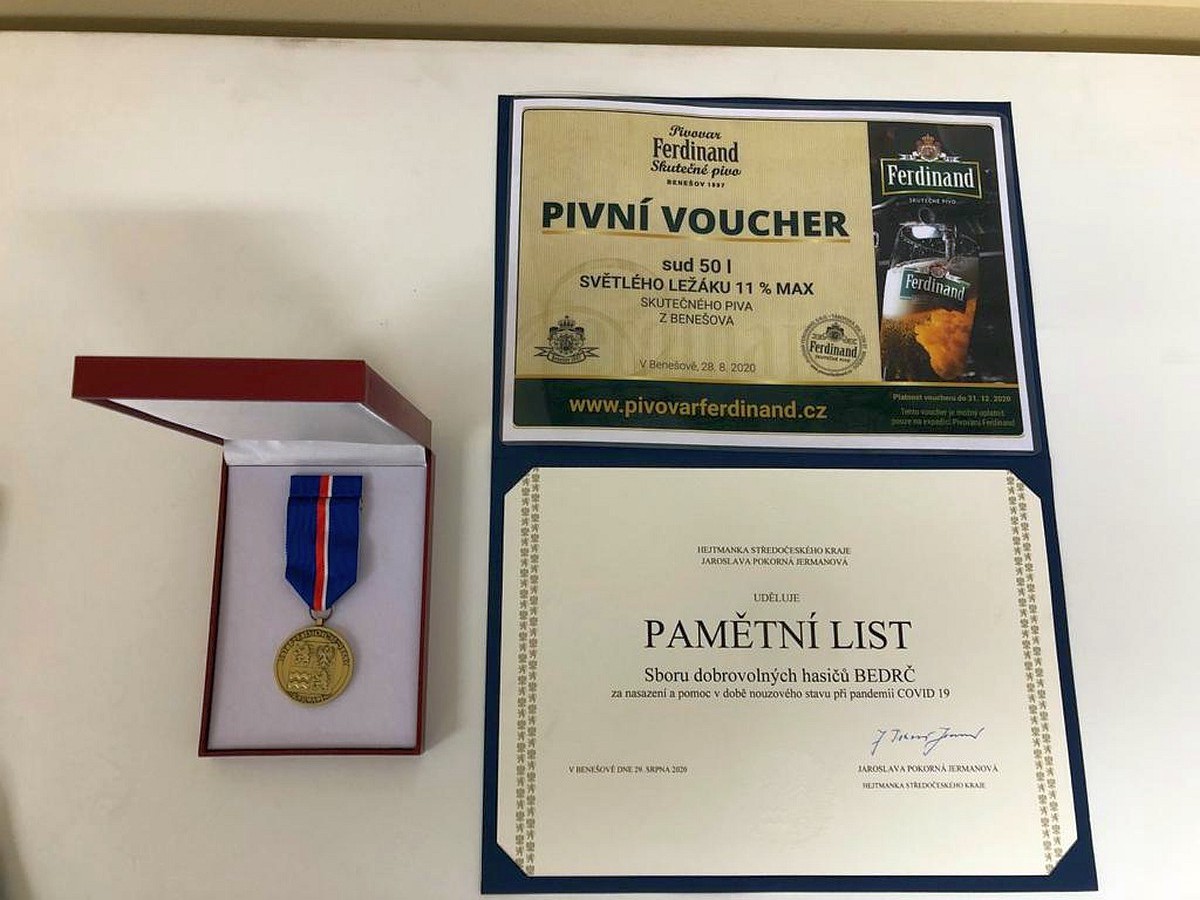 Pivovar
Ferdinand
Skutečné pivo
BENEŠOV 1897
PIVNÍ VOUCHER
sud 50 l
SVĚTLÉHO LEŽÁKU 11 % MAX
SKUTEČNÉHO PIVA
Z BENEŠOVA
V Benešově, 28. 8. 2020
Ferdinand
www.pivovarferdinand.cz
Ferdinand
SKUTEČNÉ PIVO
Ferdinand
Platnost voucheru do 31. 12. 2020
Tento voucher je možný uplatnit
pouze na expedici Pivovaru Ferdinand
HEJTMANKA STŘEDOČESKÉHO KRAJE
JAROSLAVA POKORNÁ JERMANOVÁ
UDĚLUJE
PAMĚTNÍ LIST
Sboru dobrovolných hasičů BEDRČ
za nasazení a pomoc v době nouzového stavu při pandemii COVID 19
V BENEŠOVĚ DNE 29. SRPNA 2020
JAROSLAVA POKORNÁ JERMANOVÁ
HEJTMANKA STŘEDOČESKÉHO KRAJE